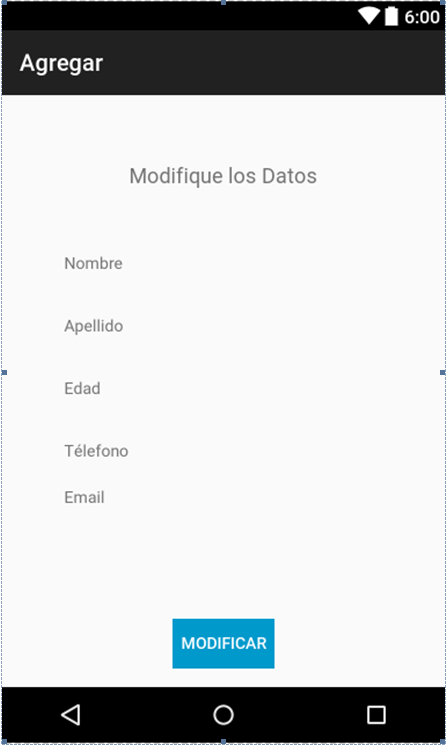 6:00
Agregar
Modifique los Datos
Nombre
Apellido
Edad
Télefono
Email
MODIFICAR